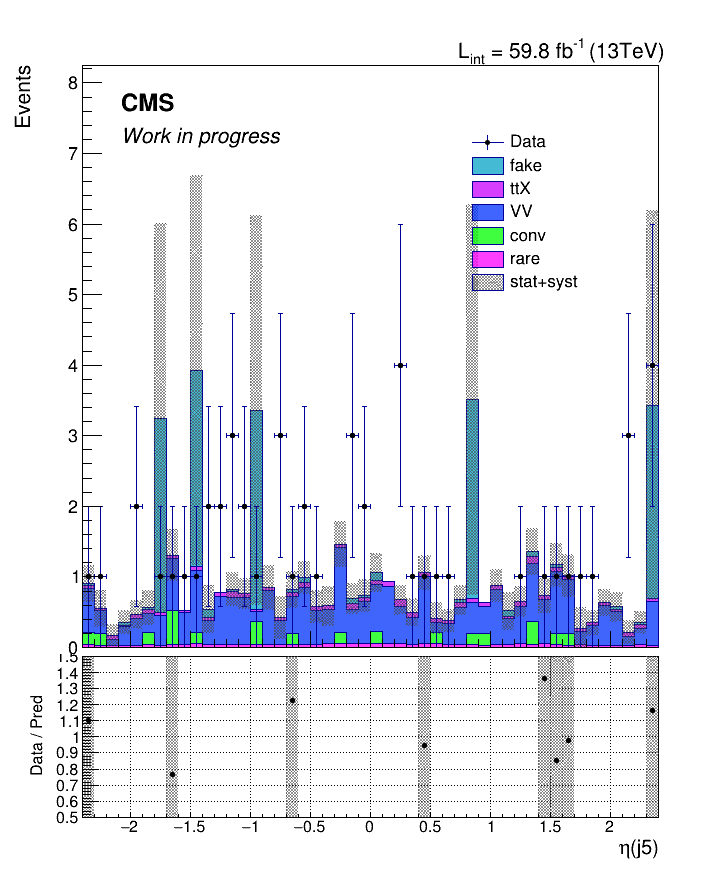 L_int = 59.8 fb^-1 (13TeV)
Events
CMS
Work in progress
Data
fake
ttX
VV
conv
rare
stat+syst
8
7
6
5
4
3
2
1
0
Data / Pred
1.5
1.4
1.3
1.2
1.1
1
0.9
0.8
0.7
0.6
0.5
−2 −1.5 −1 −0.5 0 0.5 1 1.5 2
η(j5)